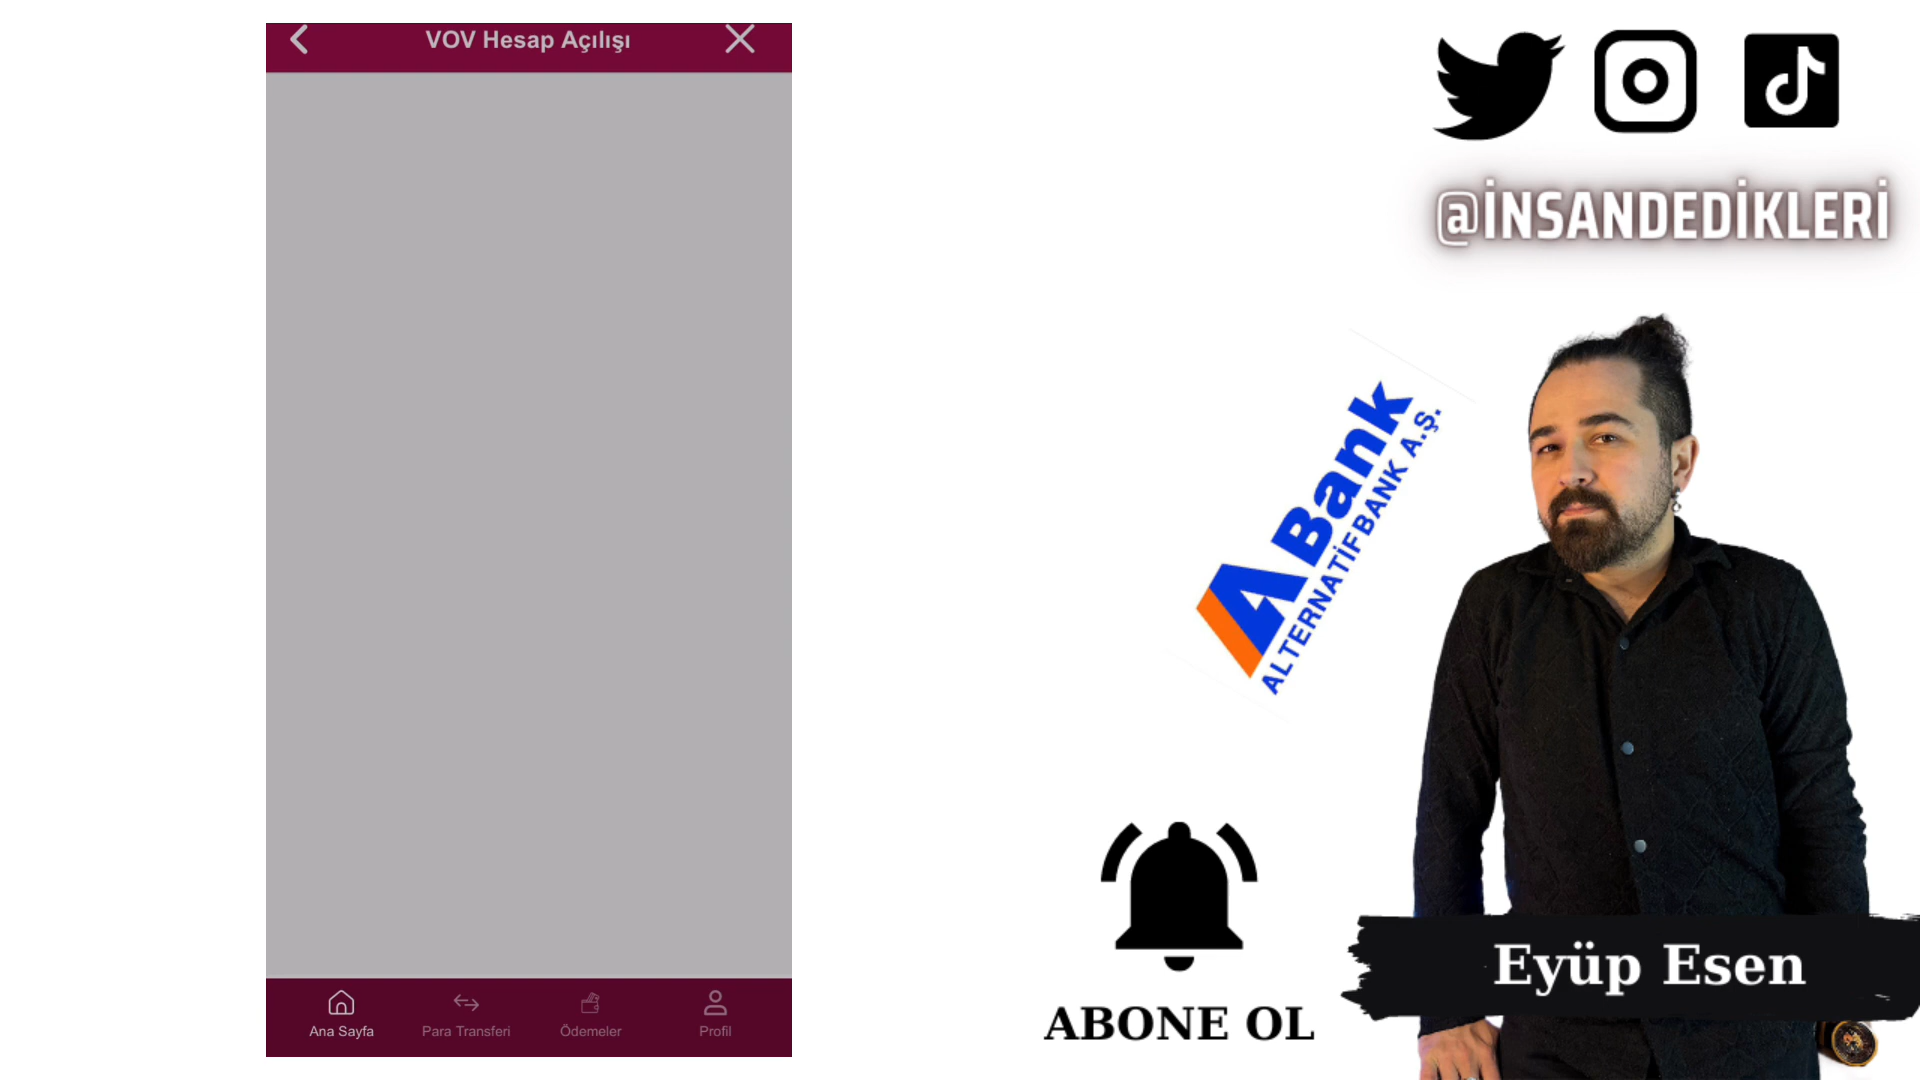 VOV Hesap Açılışı
Ana Sayfa
Para Transferi
Ödemeler
Profil
@İNSANDEDİKLERİ
ABank
ALTERNATİFBANK A.Ş.
ABONE OL
Eyüp Esen